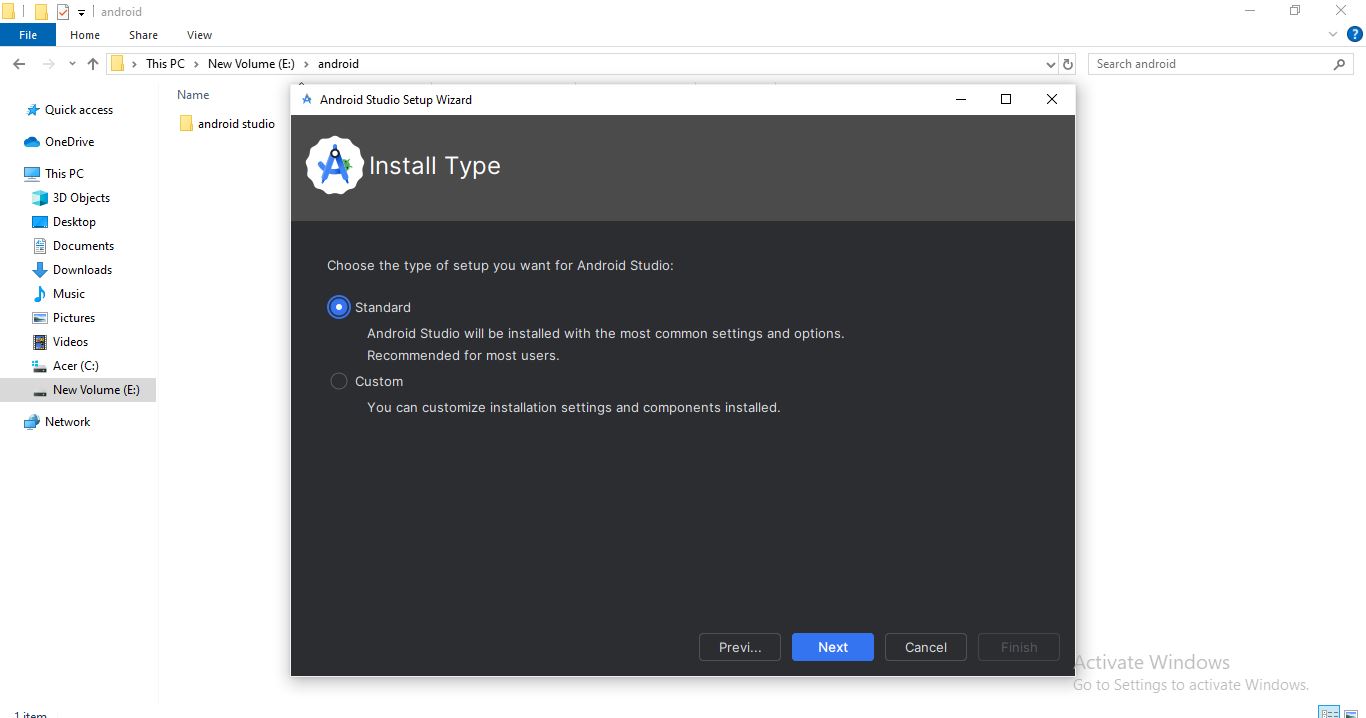 android
File
Home
Share
View
?
This PC
New Volume (E:)
android
Search android
Quick access
OneDrive
This PC
3D Objects
Desktop
Documents
Downloads
Music
Pictures
Videos
Acer (C:)
New Volume (E:)
Network
Name
android studio
Android Studio Setup Wizard
Install Type
Choose the type of setup you want for Android Studio:
Standard
Android Studio will be installed with the most common settings and options.
Recommended for most users.
Custom
You can customize installation settings and components installed.
Previ...
Next
Cancel
Finish
Activate Windows
Go to Settings to activate Windows.
1 item